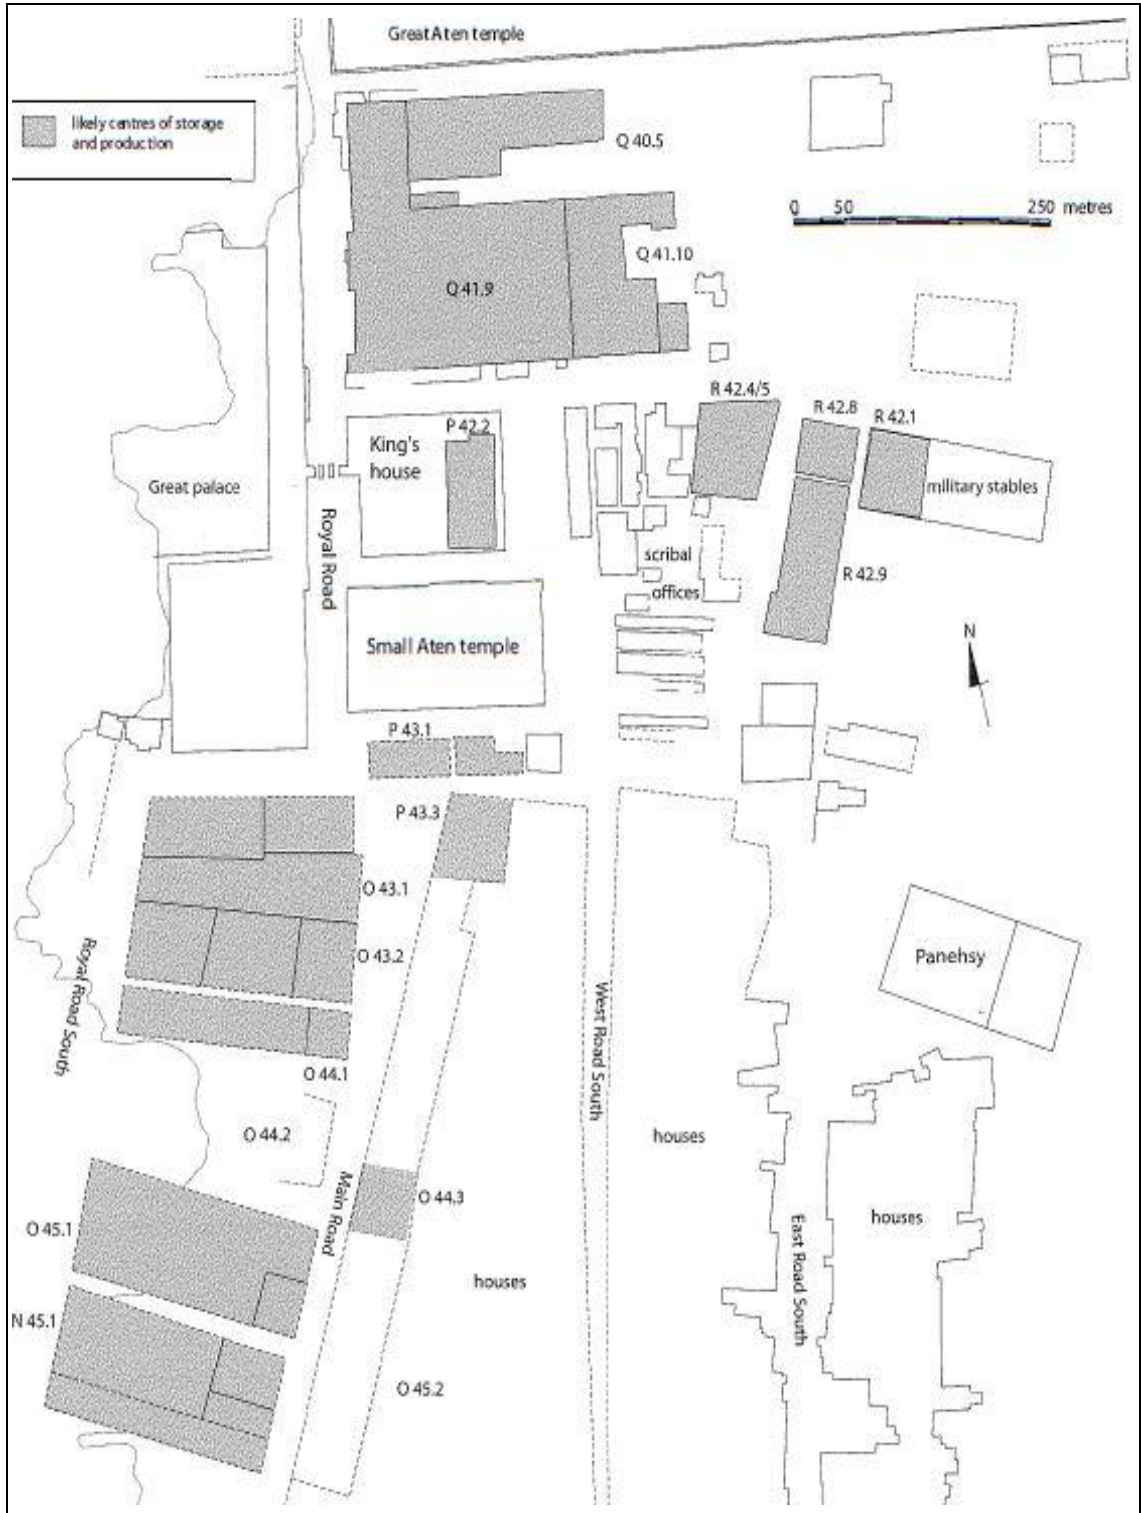 Great Aten temple
likely centres of storage
and production
Q 40.5
0 50 250 metres
Q 41.10
Q 41.9
R 42.4/5
R 42.8
R 42.1
P 42.2
King's
house
Great palace
military stables
Royal Road
scribal
offices
R 42.9
Small Aten temple
N
P 43.1
P 43.3
O 43.1
O 43.2
Royal Road South
Panehsy
West Road South
O 44.1
O 44.2
houses
Main Road
O 44.3
houses
East Road South
O 45.1
houses
N 45.1
O 45.2